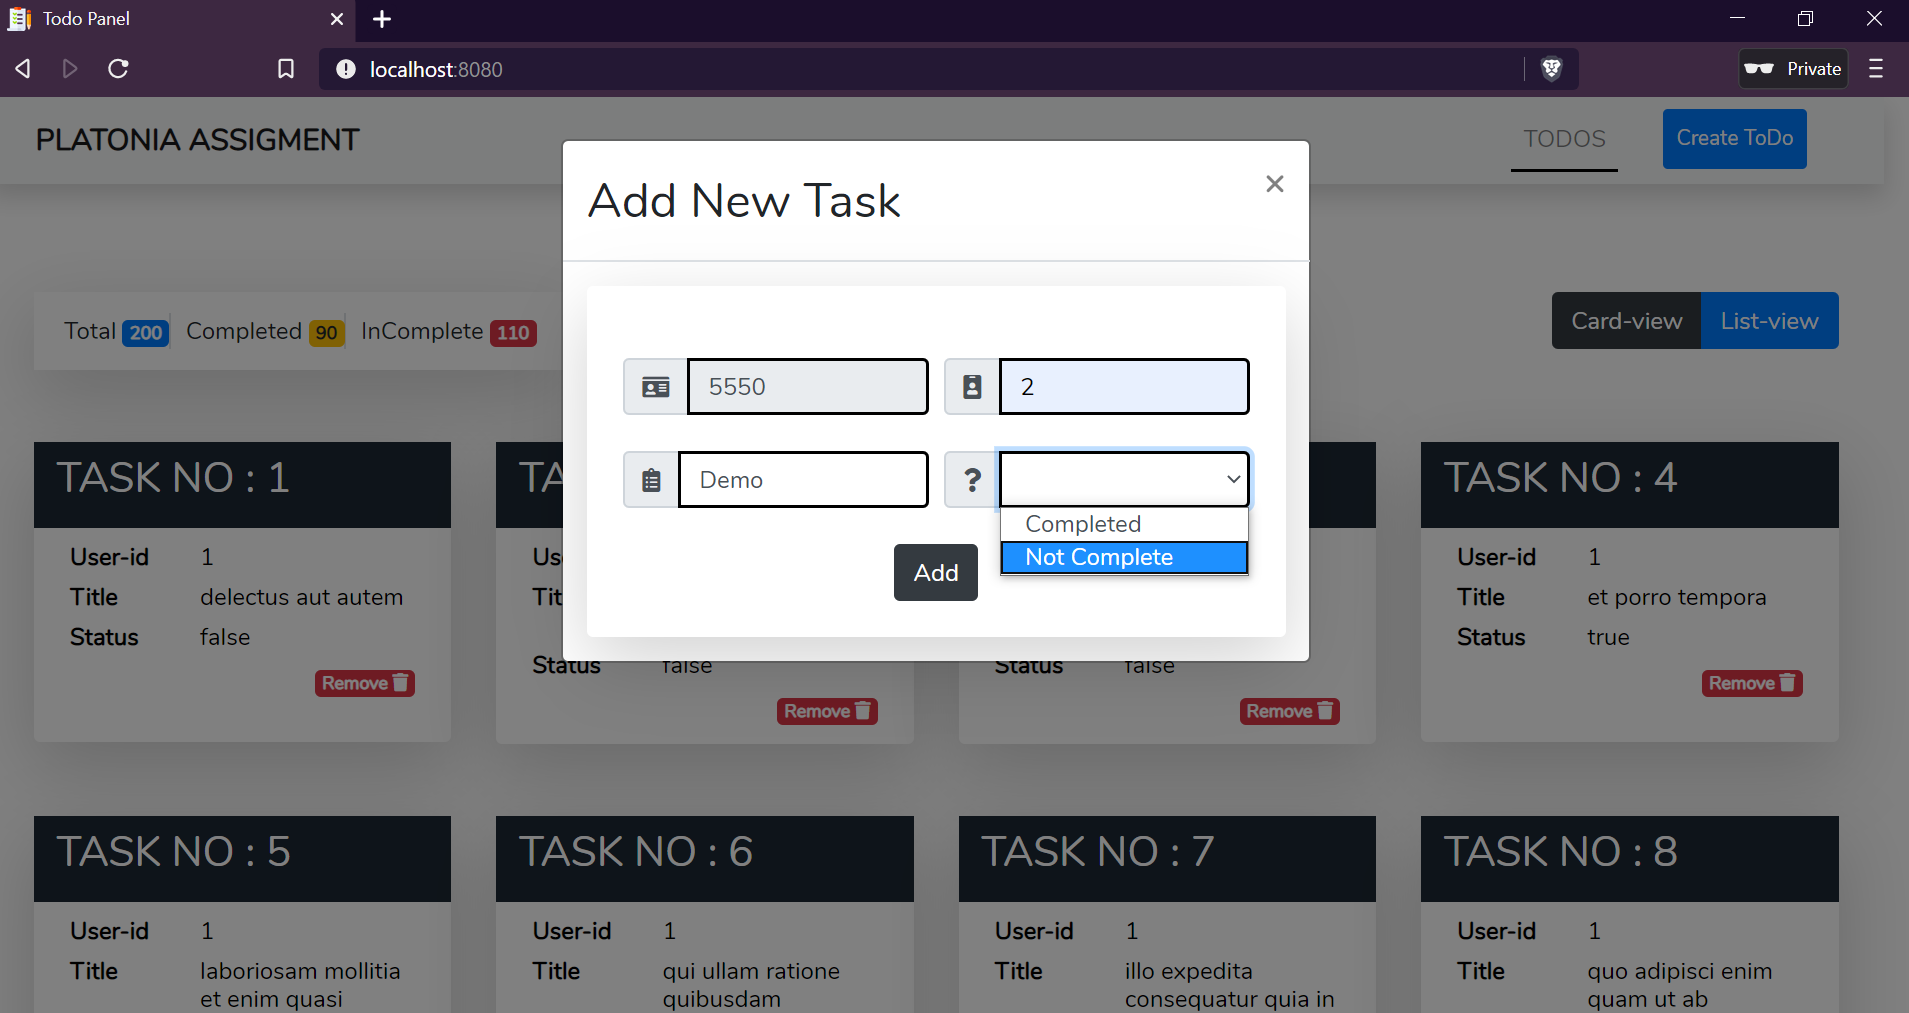 Todo Panel
localhost:8080
Private
PLATONIA ASSIGMENT
TODOS
Create ToDo
Add New Task
Total 200 Completed 90 InComplete 110
Card-view List-view
5550
2
Demo
Completed
Not Complete
Add
TASK NO : 1
User-id 1
Title delectus aut autem
Status false
Remove
TA
Us
Tit
Status false
Remove
Status false
Remove
TASK NO : 4
User-id 1
Title et porro tempora
Status true
Remove
TASK NO : 5
User-id 1
Title laboriosam mollitia
et enim quasi
TASK NO : 6
User-id 1
Title qui ullam ratione
quibusdam
TASK NO : 7
User-id 1
Title illo expedita
consequatur quia in
TASK NO : 8
User-id 1
Title quo adipisci enim
quam ut ab